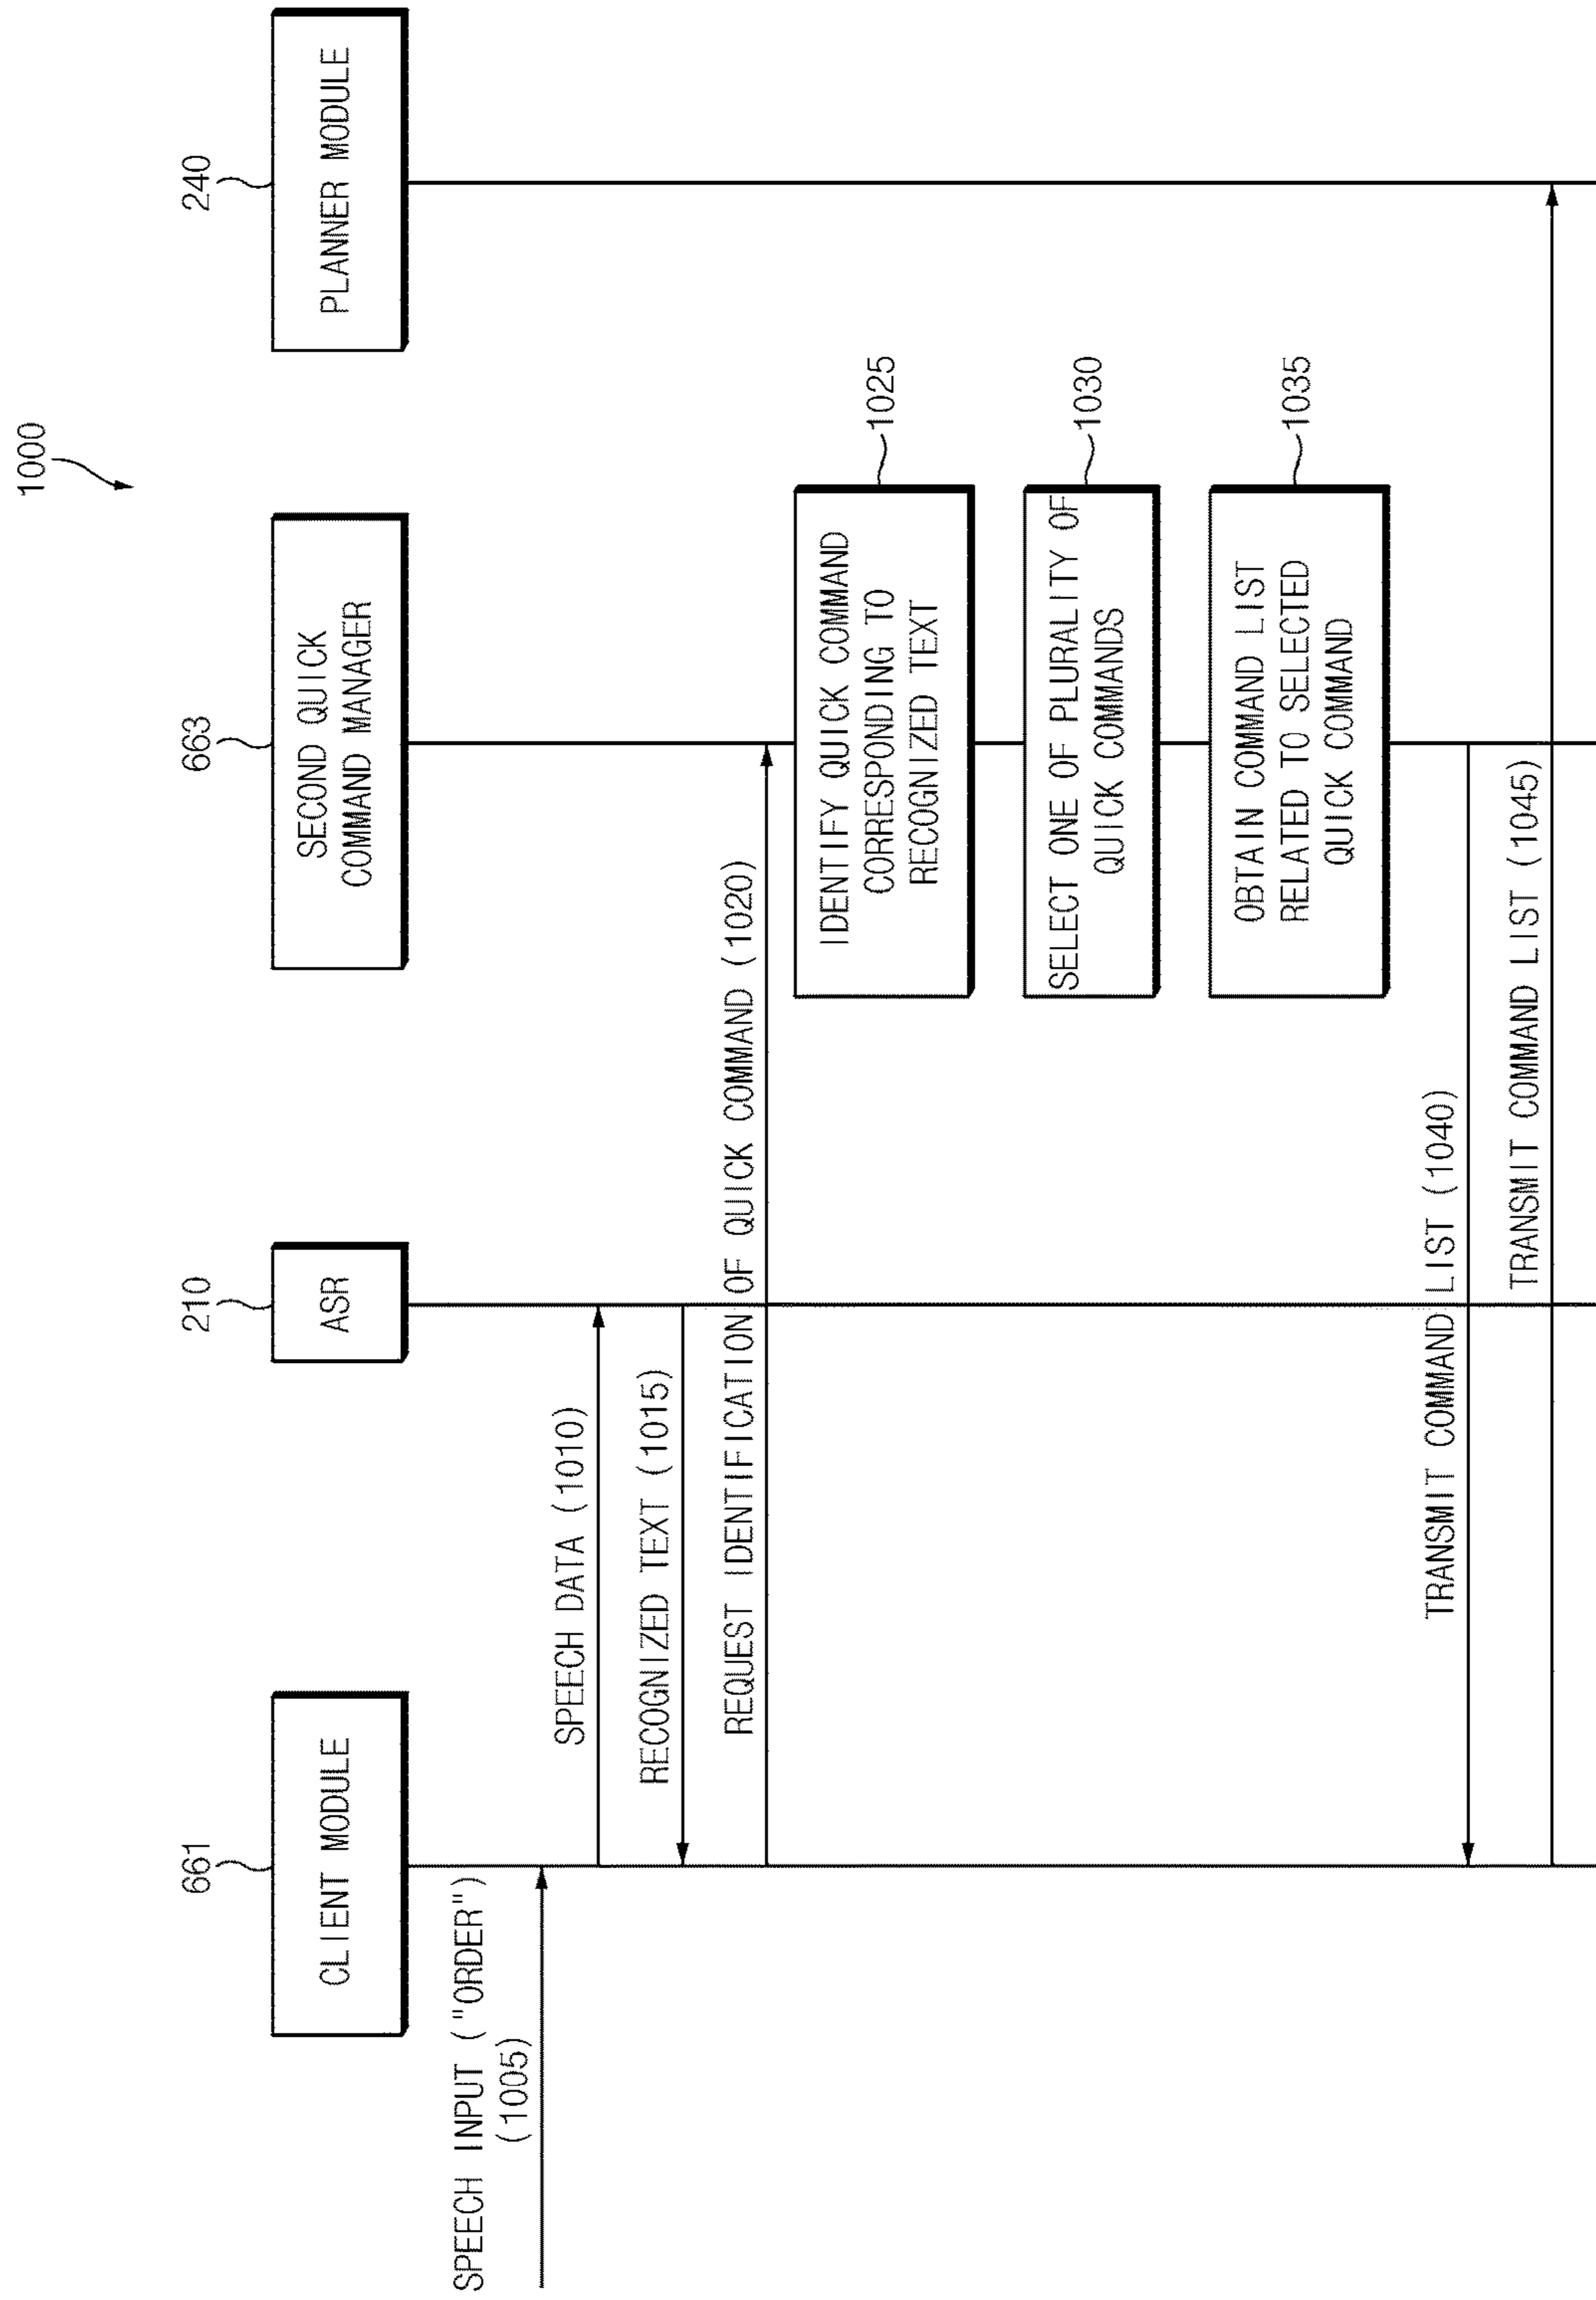 1000
661
210
663
240
CLIENT MODULE
ASR
SECOND QUICK
COMMAND MANAGER
PLANNER MODULE
SPEECH INPUT ("ORDER")
(1005)
SPEECH DATA (1010)
RECOGNIZED TEXT (1015)
REQUEST IDENTIFICATION OF QUICK COMMAND (1020)
IDENTIFY QUICK COMMAND
CORRESPONDING TO
RECOGNIZED TEXT
1025
SELECT ONE OF PLURALITY OF
QUICK COMMANDS
1030
OBTAIN COMMAND LIST
RELATED TO SELECTED
QUICK COMMAND
1035
TRANSMIT COMMAND LIST (1040)
TRANSMIT COMMAND LIST (1045)